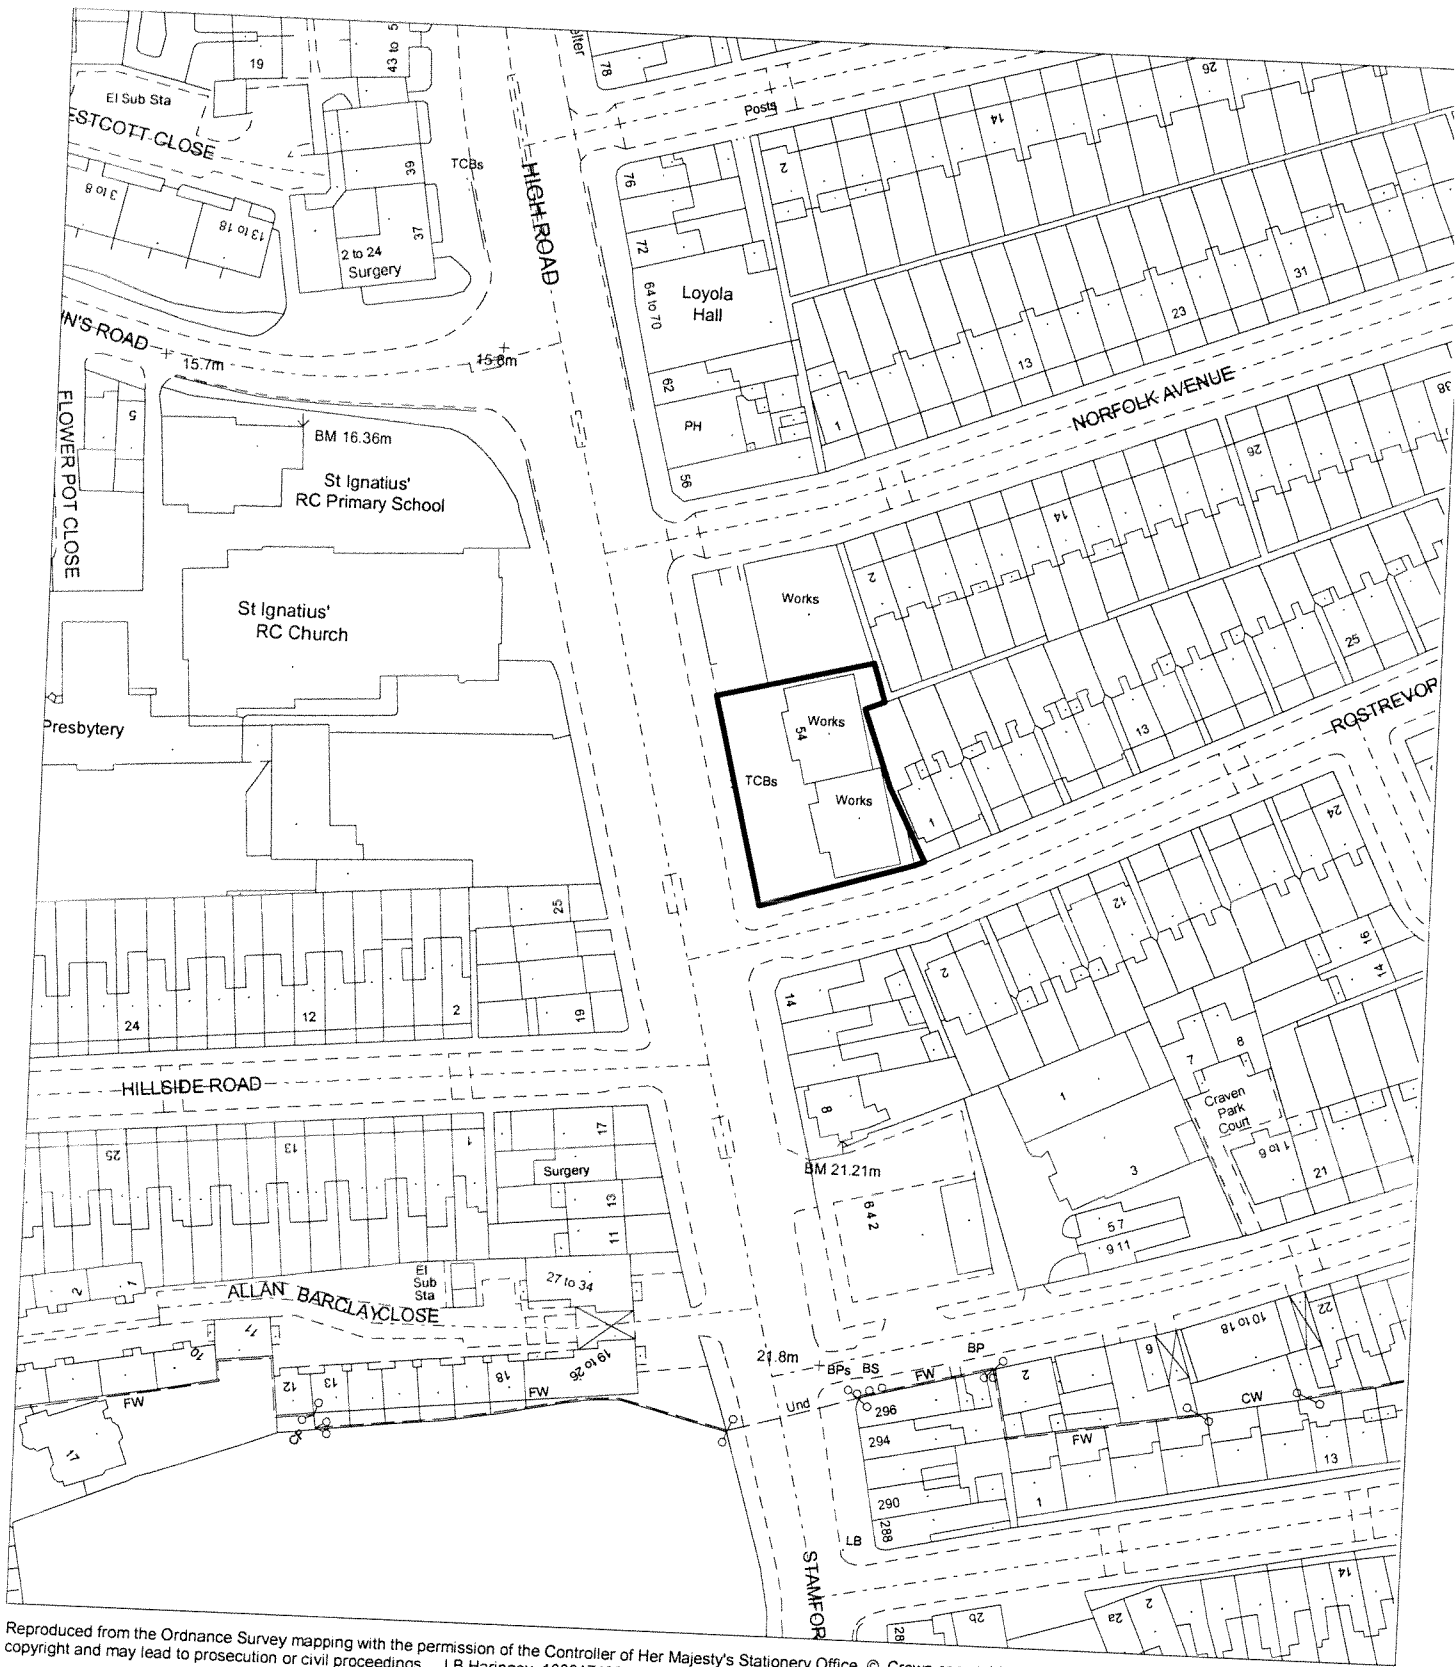 19
43 to 5
78
26
El Sub Sta
Posts
14
ESTCOTT CLOSE
TCBs
39
HIGH ROAD
76
2
3 to 8
13 to 18
37
72
2 to 24
Surgery
64 to 70
Loyola
Hall
31
23
N'S ROAD
15.7m
15.8m
13
62
NORFOLK AVENUE
38
FLOWER POT CLOSE
5
PH
1
BM 16.36m
26
56
St Ignatius'
RC Primary School
14
2
Works
St Ignatius'
RC Church
25
ROSTREVOR
Presbytery
54
Works
13
TCBs
Works
1
24
12
25
2
16
14
14
24
12
2
19
8
7
HILLSIDE ROAD
1
Craven
Park
Court
8
25
13
1
17
BM 21.21m
1 to 6
Surgery
3
21
13
6 4 2
11
5 7
9 11
2
1
El
Sub
Sta
27 to 34
ALLAN BARCLAY CLOSE
22
10 to 18
77
70
21.8m
BP
BPs
BS
FW
6
2
12
13
18
19 to 26
FW
FW
Und
296
CW
294
FW
17
13
290
1
288
LB
STAMFOR
14
28
2b
2a
2
Reproduced from the Ordnance Survey mapping with the permission of the Controller of Her Majesty's Stationery Office ©
copyright and may lead to prosecution or civil proceedings. LB Haringey